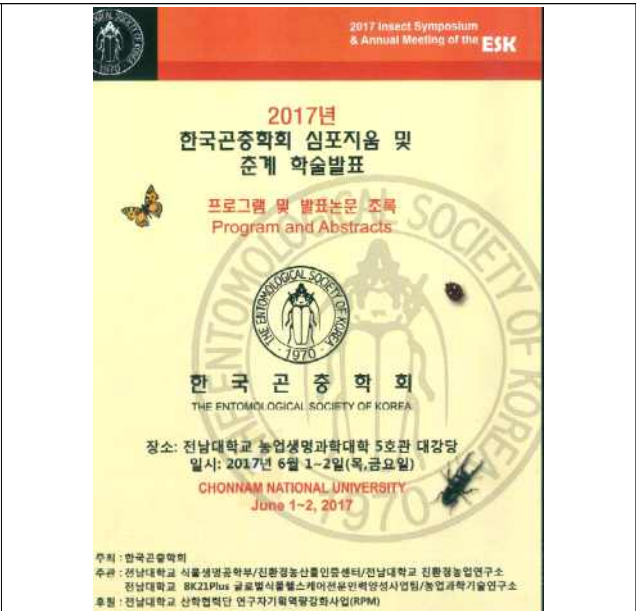 2017 Insect Symposium
& Annual Meeting of the ESK
2017년
한국곤충학회 심포지움 및
춘계 학술발표
프로그램 및 발표논문 초록
Program and Abstracts
THE ENTOMOLOGICAL SOCIETY OF KOREA
· 1970 ·
한 국 곤 충 학 회
THE ENTOMOLOGICAL SOCIETY OF KOREA
장소: 전남대학교 농업생명과학대학 5호관 대강당
일시: 2017년 6월 1~2일(목,금요일)
CHONNAM NATIONAL UNIVERSITY
June 1~2, 2017
주최 : 한국곤충학회
주관 : 전남대학교 식물생명공학부/친환경농산물인증센터/전남대학교 친환경농업연구소
전남대학교 BK21Plus 글로벌식물헬스케어전문인력양성사업팀/농업과학기술연구소
후원 : 전남대학교 산학협력단 연구자기획역량강화사업(RPM)